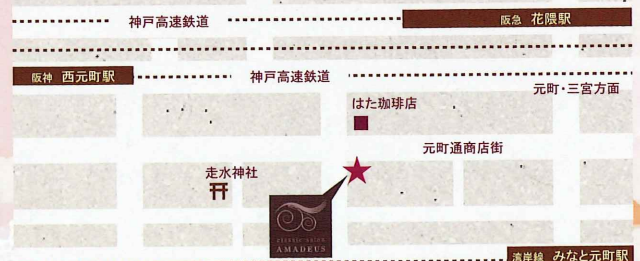 神戸高速鉄道
阪急 花隈駅
阪神 西元町駅
神戸高速鉄道
元町・三宮方面
はた珈琲店
元町通商店街
走水神社
classic salon
AMADEUS
湾岸線 みなと元町駅